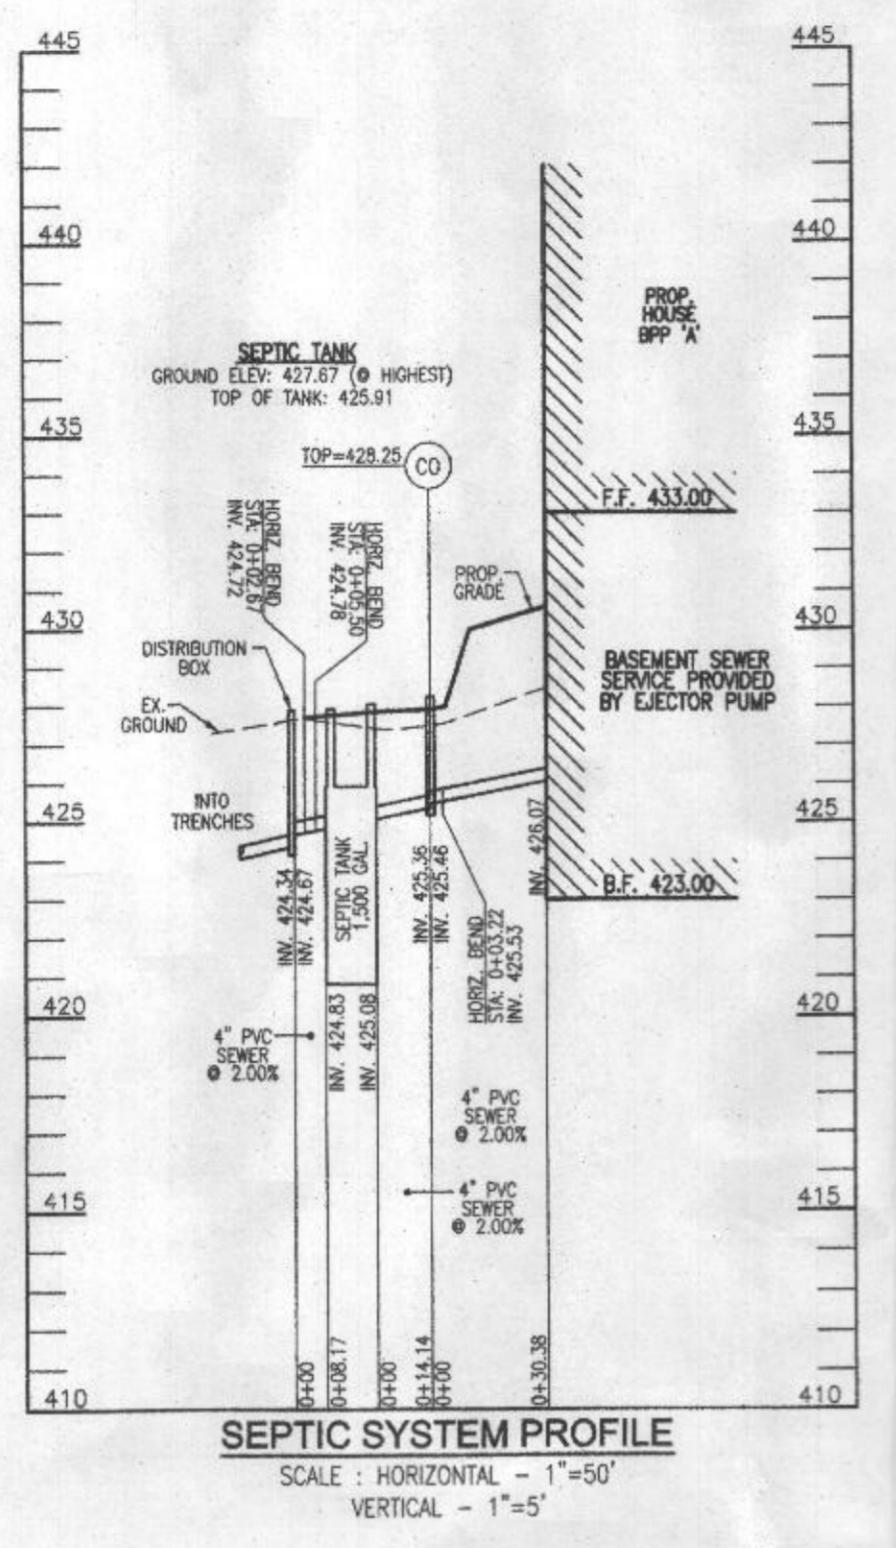 445
445
440
440
PROP.
HOUSE
BPP 'A'
SEPTIC TANK
GROUND ELEV: 427.67 (@ HIGHEST)
TOP OF TANK: 425.91
435
435
TOP=428.25
CO
F.F. 433.00
HORIZ. BEND
STA: 0+02.67
INV. 424.72
HORIZ. BEND
STA: 0+05.50
INV. 424.78
PROP.
GRADE
430
430
DISTRIBUTION
BOX
BASEMENT SEWER
SERVICE PROVIDED
BY EJECTOR PUMP
EX.
GROUND
INTO
TRENCHES
425
425
INV. 424.34
INV. 424.67
SEPTIC TANK
1,500 GAL.
INV. 425.36
INV. 425.46
INV. 426.07
B.F. 423.00
HORIZ. BEND
STA: 0+03.22
INV. 425.53
420
420
INV. 424.83
INV. 425.08
4" PVC
SEWER
@ 2.00%
4" PVC
SEWER
@ 2.00%
4" PVC
SEWER
@ 2.00%
415
415
0+00
0+08.17
0+00
0+14.14
0+00
0+30.38
410
410
SEPTIC SYSTEM PROFILE
SCALE : HORIZONTAL - 1"=50'
VERTICAL - 1"=5'